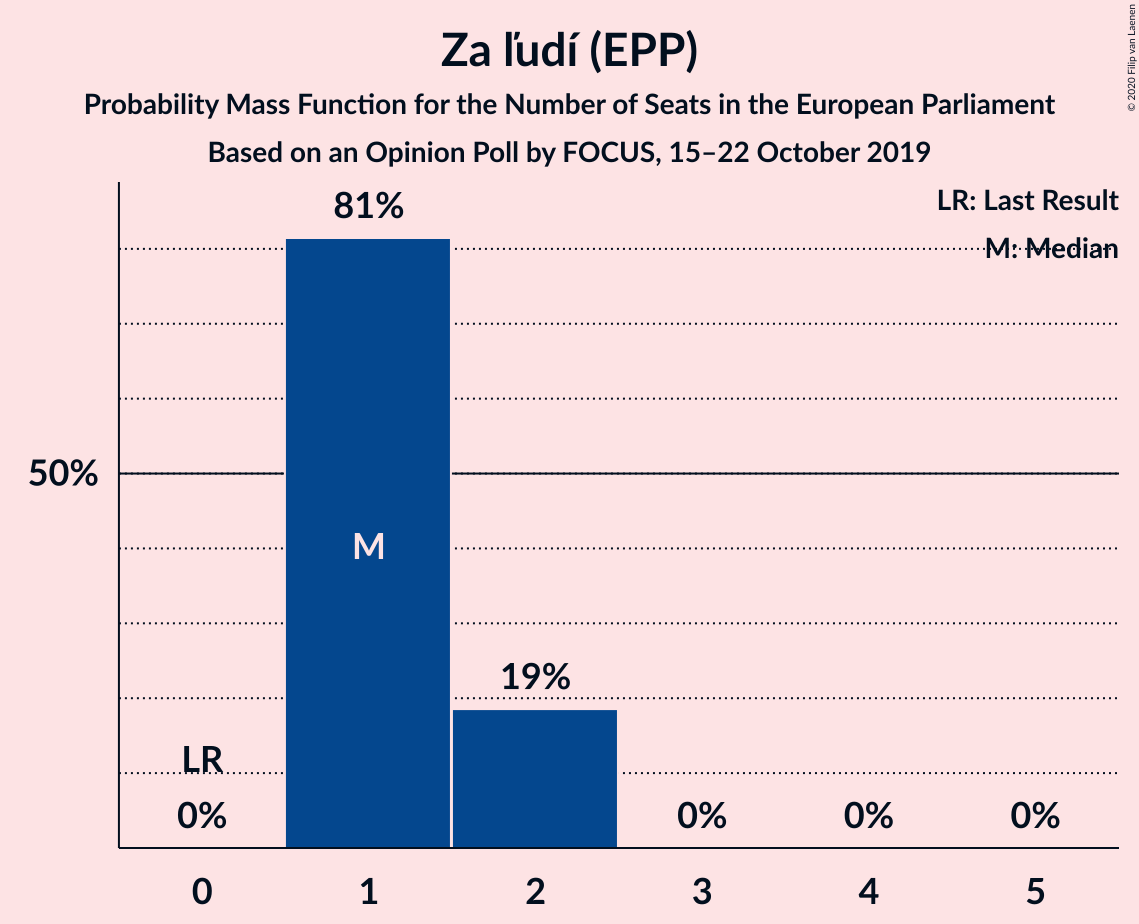 Za ľudí (EPP)
Probability Mass Function for the Number of Seats in the European Parliament
Based on an Opinion Poll by FOCUS, 15–22 October 2019
© 2020 Filip van Laenen
LR: Last Result
M: Median
81%
50%
M
19%
LR
0%
0%
0%
0%
0 1 2 3 4 5